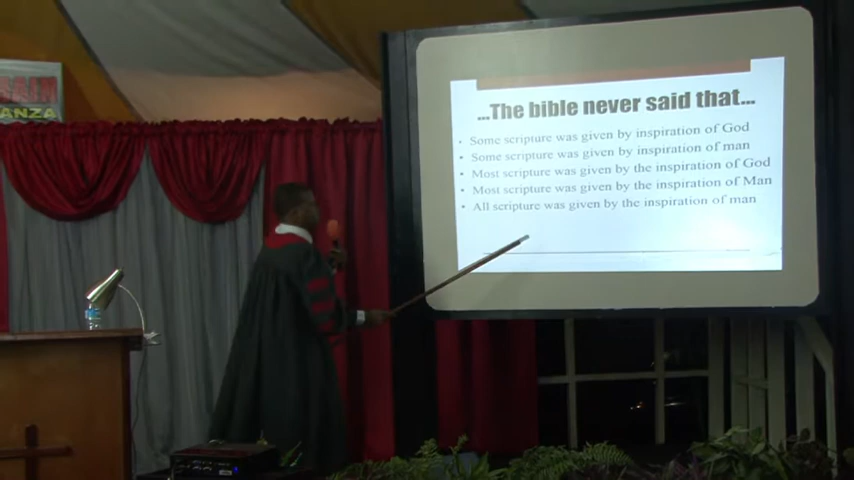 ANZA
...The bible never said that...
• Some scripture was given by inspiration of God
• Some scripture was given by inspiration of man
• Most scripture was given by the inspiration of God
• Most scripture was given by the inspiration of Man
• All scripture was given by the inspiration of man